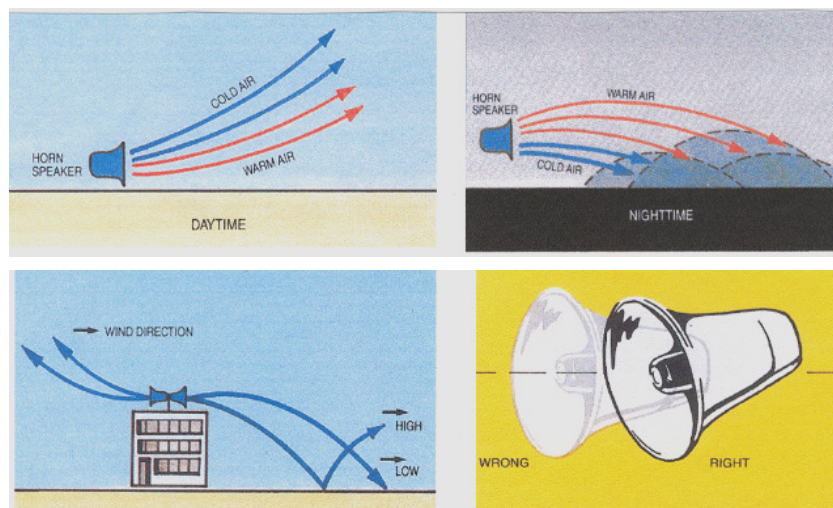 COLD AIR
HORN
SPEAKER
WARM AIR
DAYTIME
HORN
SPEAKER
WARM AIR
COLD AIR
NIGHTTIME
WIND DIRECTION
HIGH
LOW
WRONG
RIGHT